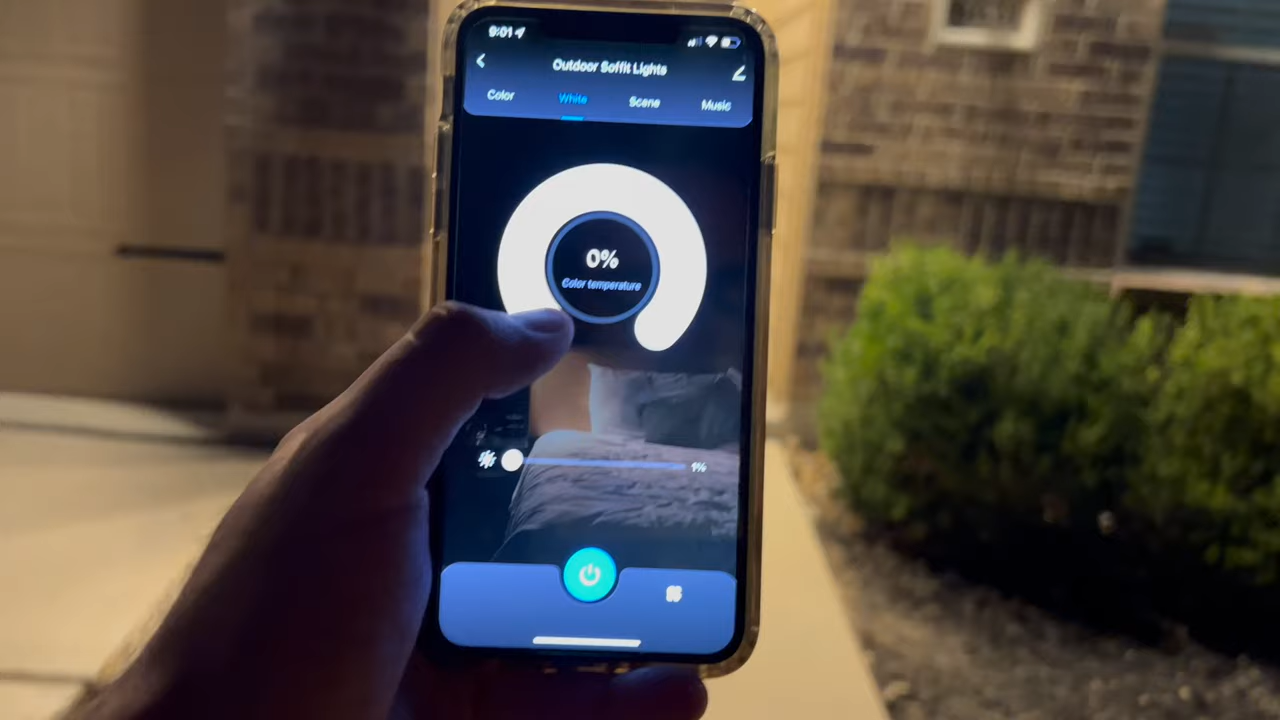 9:01
Outdoor Soffit Lights
Color White Scene Music
0%
Color temperature
1%